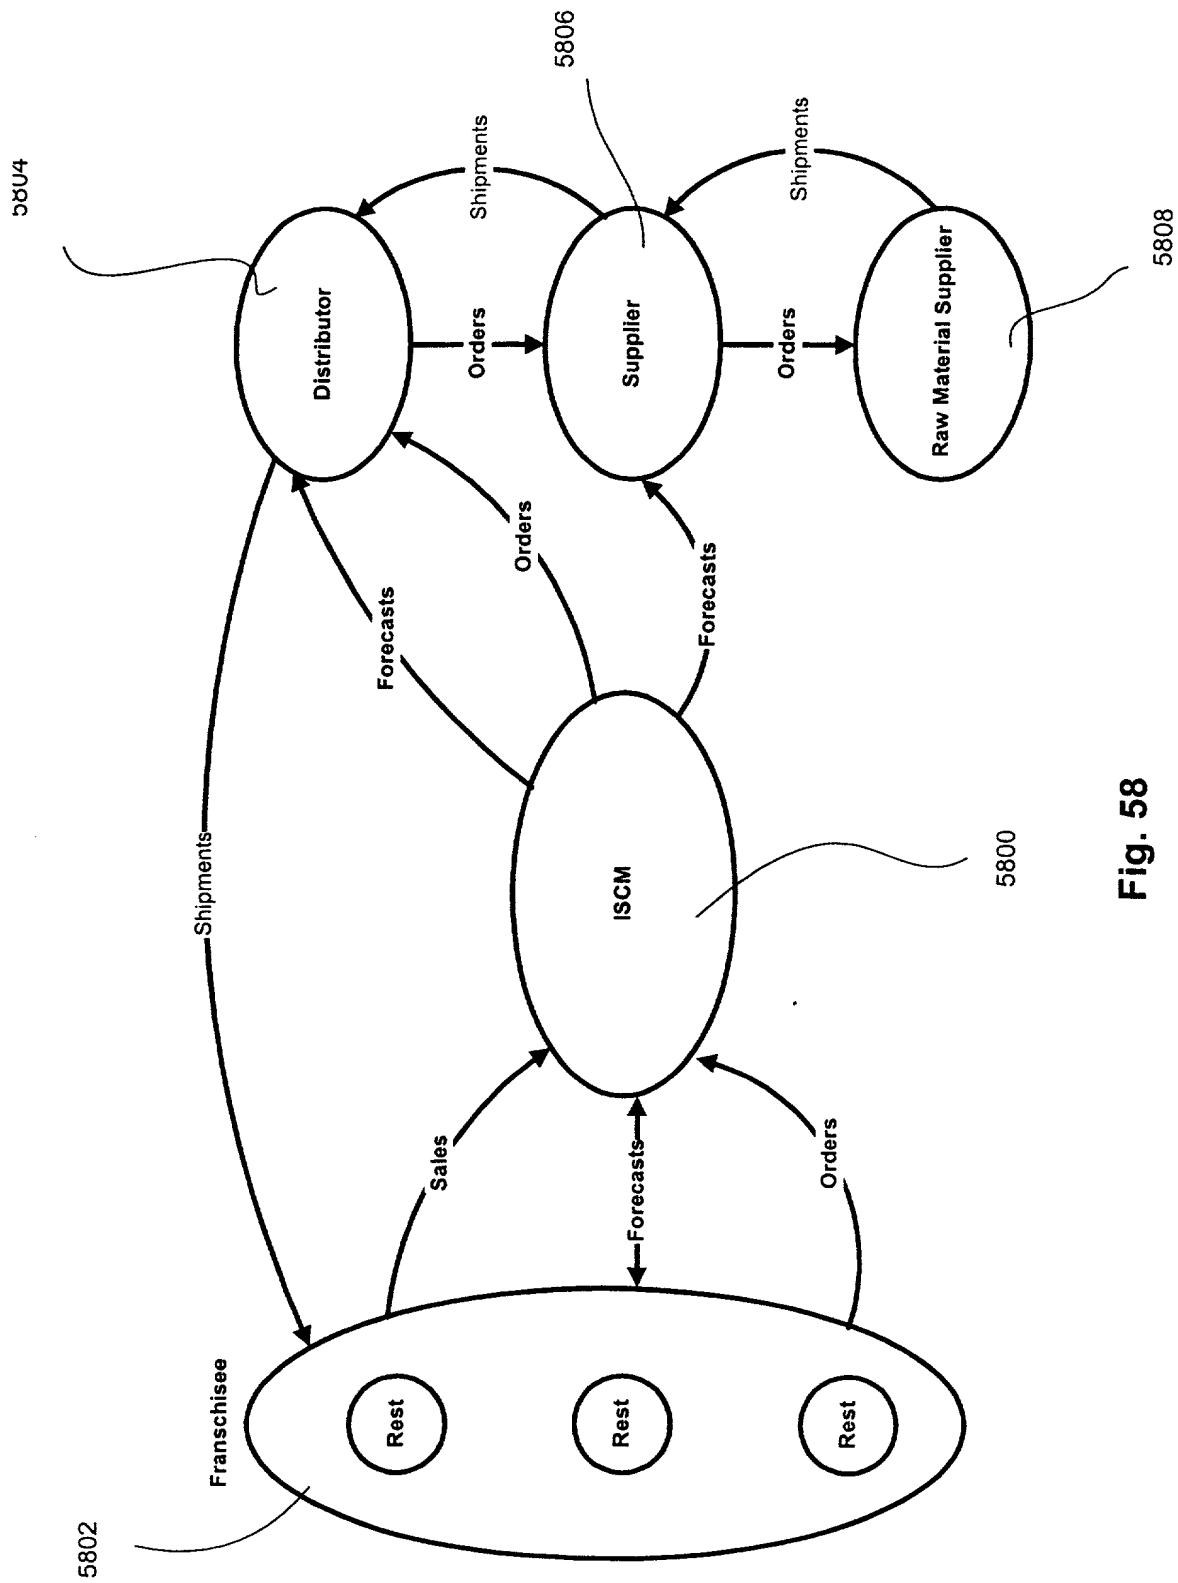 5802
Franschisee
Rest
Rest
Rest
Shipments
Sales
Forecasts
Orders
ISCM
5800
Forecasts
Orders
Forecasts
5804
Distributor
Shipments
Orders
5806
Supplier
Shipments
Orders
Raw Material Supplier
5808
Fig. 58